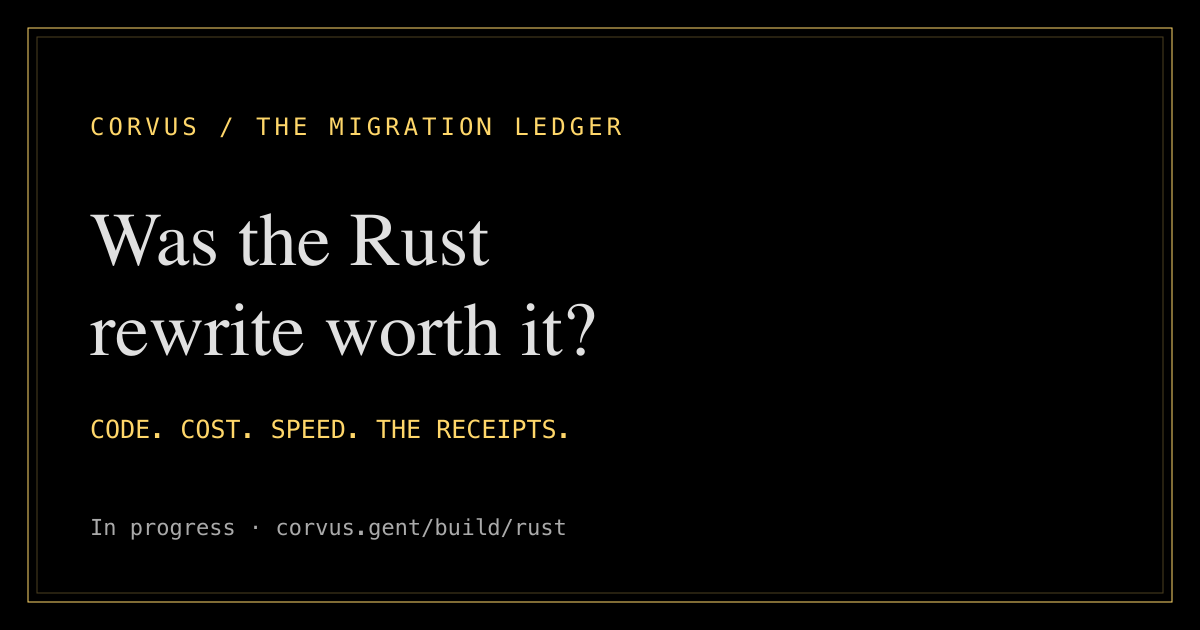 CORVUS / THE MIGRATION LEDGER
Was the Rust
rewrite worth it?
CODE. COST. SPEED. THE RECEIPTS.
In progress · corvus.gent/build/rust